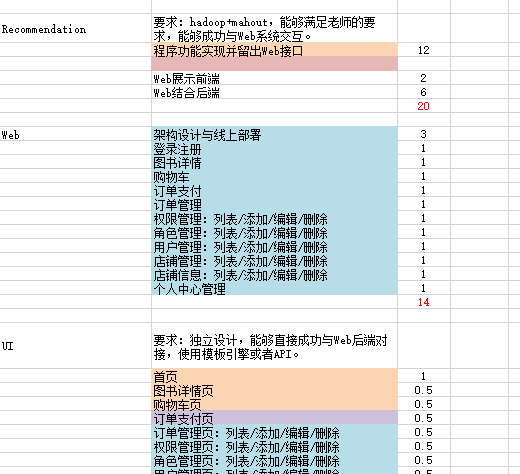 要求：hadoop+mahout，能够满足老师的要
Recommendation
求，能够成功与Web系统交互。
程序功能实现并留出Web接口 12
Web展示前端 2
Web结合后端 6
20
Web 架构设计与线上部署 3
登录注册 1
图书详情 1
购物车 1
订单支付 1
订单管理 1
权限管理：列表/添加/编辑/删除 1
角色管理：列表/添加/编辑/删除 1
用户管理：列表/添加/编辑/删除 1
店铺管理：列表/添加/编辑/删除 1
店铺信息：列表/添加/编辑/删除 1
个人中心管理 1
14
要求：独立设计，能够直接成功与Web后端对
UI
接，使用模板引擎或者API。
首页 1
图书详情页 0.5
购物车页 0.5
订单支付页 0.5
订单管理页：列表/添加/编辑/删除 0.5
权限管理页：列表/添加/编辑/删除 0.5
角色管理页：列表/添加/编辑/删除 0.5